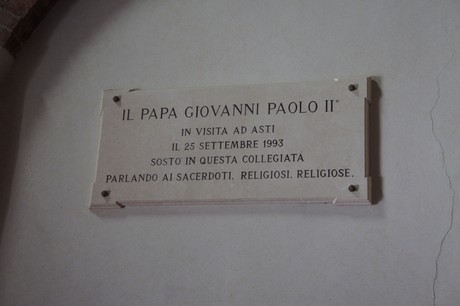 IL PAPA GIOVANNI PAOLO II°
IN VISITA AD ASTI
IL 25 SETTEMBRE 1993
SOSTO IN QUESTA COLLEGIATA
PARLANDO AI SACERDOTI. RELIGIOSI. RELIGIOSE.